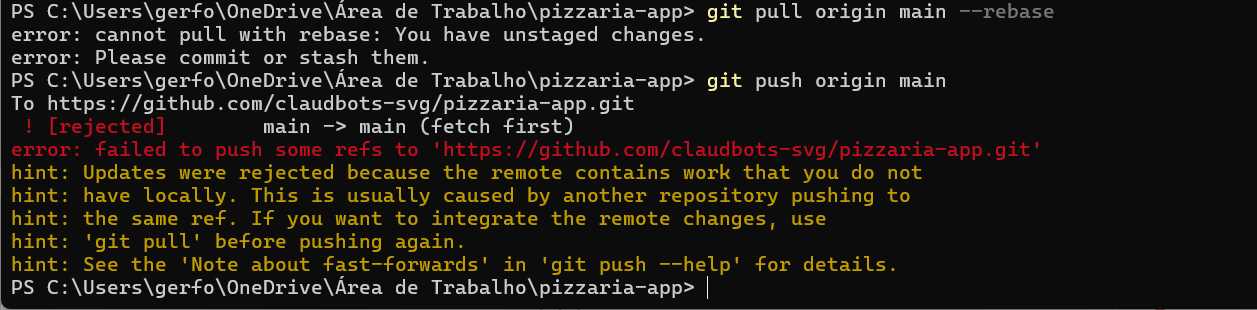 PS C:\Users\gerfo\OneDrive\Área de Trabalho\pizzaria-app> git pull origin main --rebase
error: cannot pull with rebase: You have unstaged changes.
error: Please commit or stash them.
PS C:\Users\gerfo\OneDrive\Área de Trabalho\pizzaria-app> git push origin main
To https://github.com/claudbots-svg/pizzaria-app.git
 ! [rejected]        main -> main (fetch first)
error: failed to push some refs to 'https://github.com/claudbots-svg/pizzaria-app.git'
hint: Updates were rejected because the remote contains work that you do not
hint: have locally. This is usually caused by another repository pushing to
hint: the same ref. If you want to integrate the remote changes, use
hint: 'git pull' before pushing again.
hint: See the 'Note about fast-forwards' in 'git push --help' for details.
PS C:\Users\gerfo\OneDrive\Área de Trabalho\pizzaria-app>